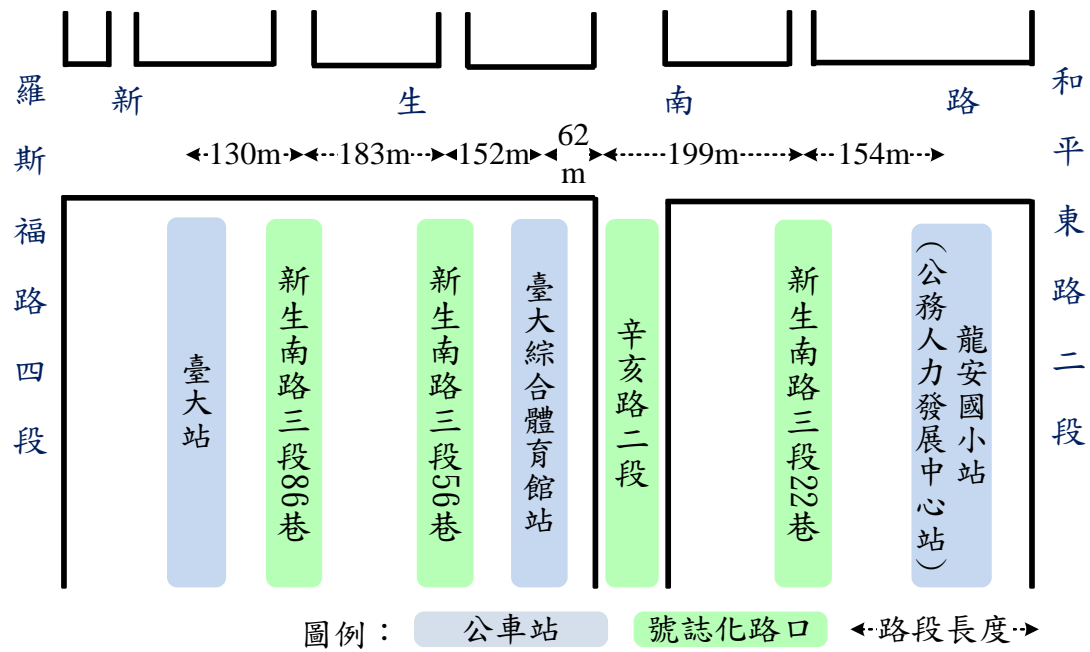 新生南路
羅斯福路四段
和平東路二段
130m
183m
152m
62m
199m
154m
臺大站
新生南路三段86巷
新生南路三段56巷
臺大綜合體育館站
辛亥路二段
新生南路三段22巷
龍安國小站
(公務人力發展中心站)
圖例：
公車站
號誌化路口
路段長度